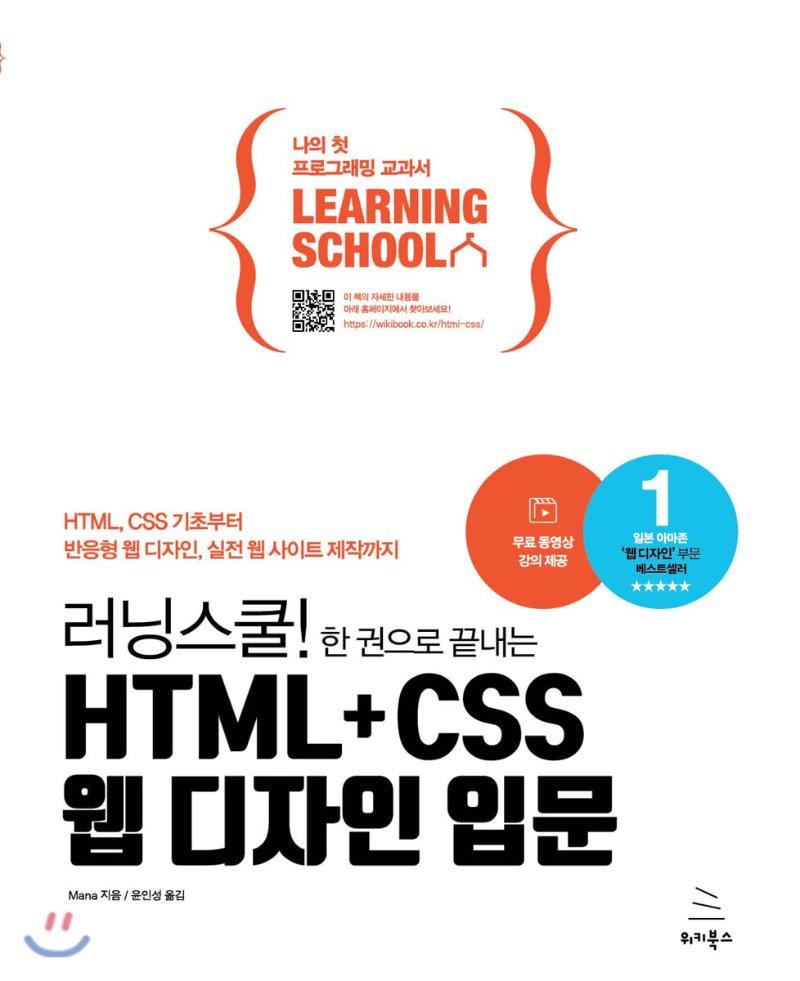 나의 첫
프로그래밍 교과서
LEARNING
SCHOOL
이 책의 자세한 내용을
아래 홈페이지에서 찾아보세요!
https://wikibook.co.kr/html-css/
HTML, CSS 기초부터
반응형 웹 디자인, 실전 웹 사이트 제작까지
무료 동영상
강의 제공
1
일본 아마존
'웹 디자인' 부문
베스트셀러
★★★★★
러닝스쿨! 한 권으로 끝내는
HTML+CSS
웹 디자인 입문
Mana 지음 / 윤인성 옮김
위키북스